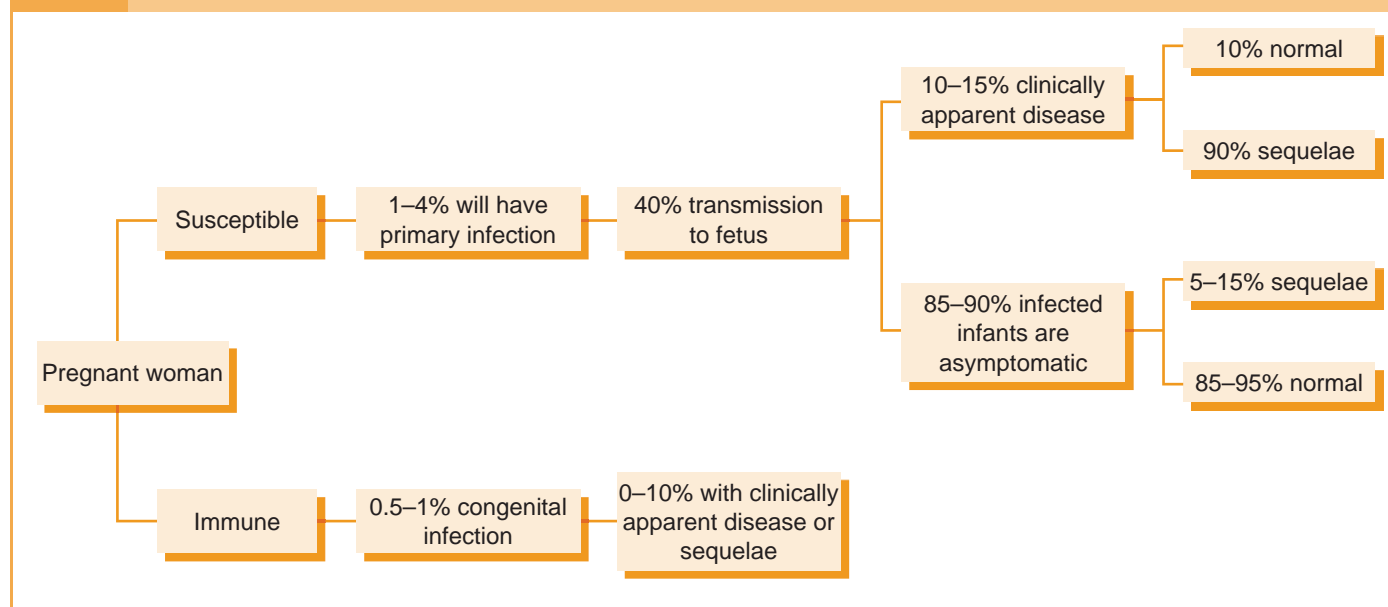 10% normal
10–15% clinically
apparent disease
90% sequelae
Susceptible
1–4% will have
primary infection
40% transmission
to fetus
85–90% infected
infants are
asymptomatic
5–15% sequelae
85–95% normal
Pregnant woman
Immune
0.5–1% congenital
infection
0–10% with clinically
apparent disease or
sequelae